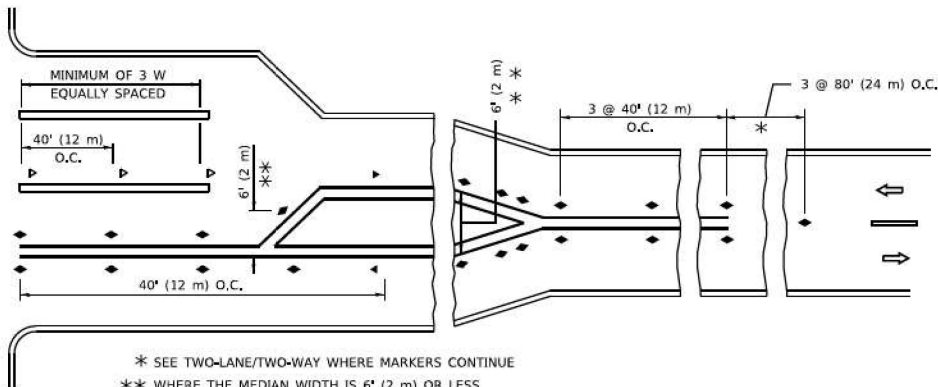 MINIMUM OF 3 W
EQUALLY SPACED
40' (12 m)
O.C.
6' (2 m)
**
6' (2 m)
**
3 @ 40' (12 m)
O.C.
3 @ 80' (24 m) O.C.
*
40' (12 m) O.C.
* SEE TWO-LANE/TWO-WAY WHERE MARKERS CONTINUE
** WHERE THE MEDIAN WIDTH IS 6' (2 m) OR LESS